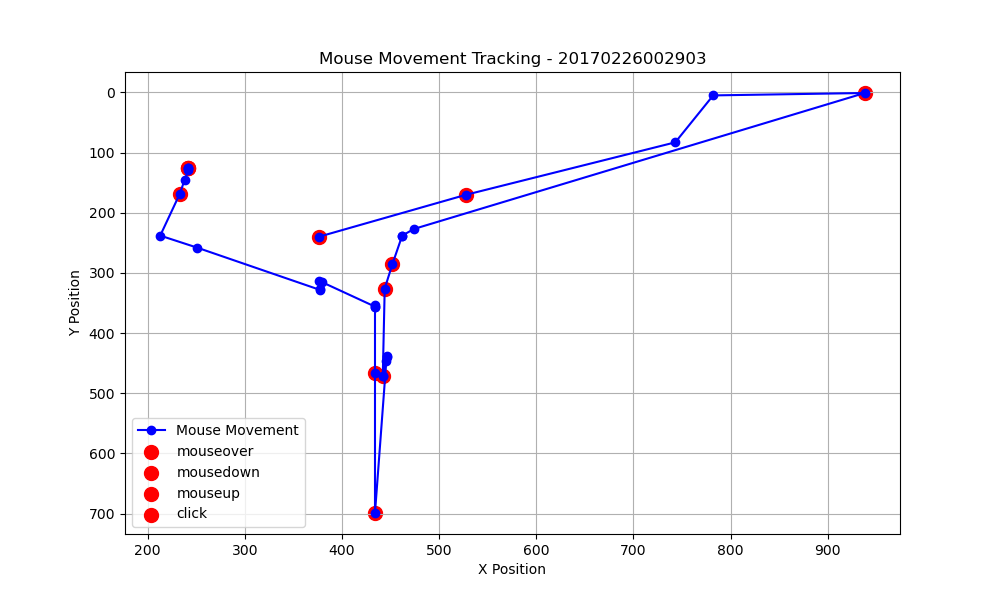 Mouse Movement Tracking - 20170226002903
Y Position
0
100
200
300
400
500
600
700
Mouse Movement
mouseover
mousedown
mouseup
click
200 300 400 500 600 700 800 900
X Position